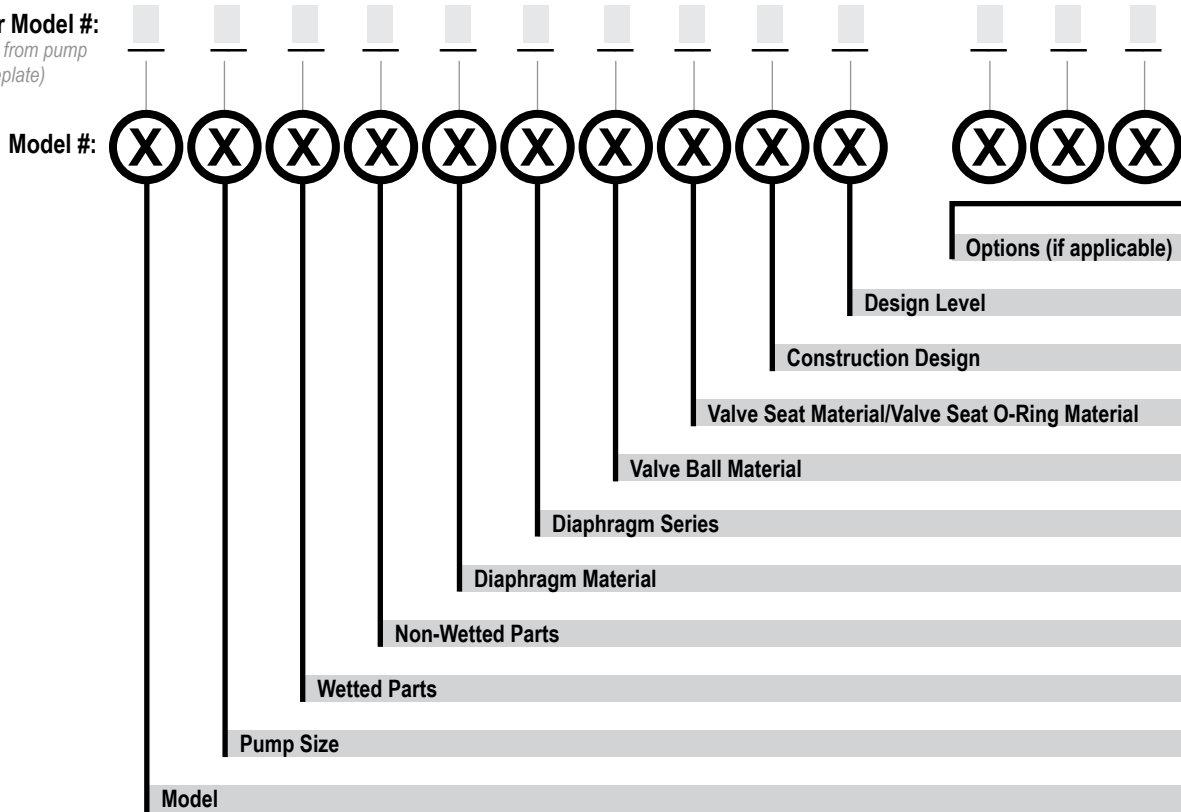 r Model #:
from pump
plate)
Model #: X X X X X X X X X X X X X
Options (if applicable)
Design Level
Construction Design
Valve Seat Material/Valve Seat O-Ring Material
Valve Ball Material
Diaphragm Series
Diaphragm Material
Non-Wetted Parts
Wetted Parts
Pump Size
Model